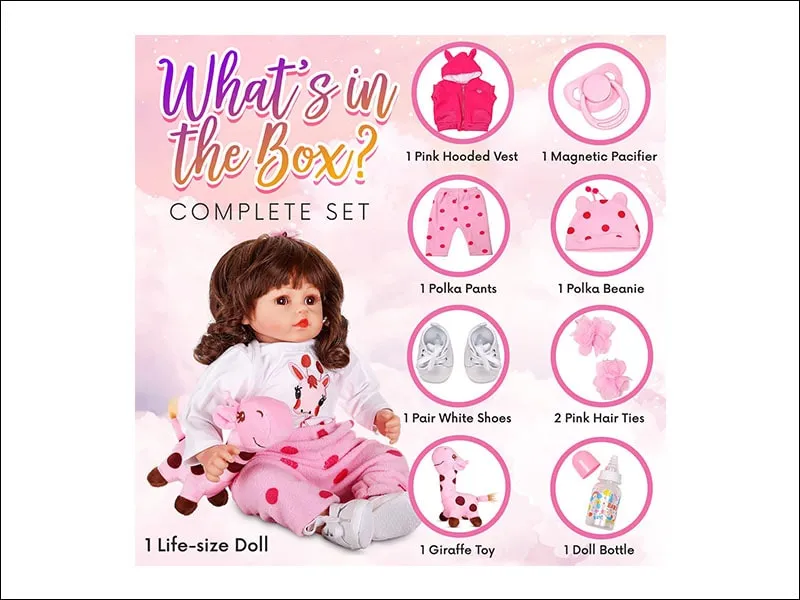 What's in
the Box?
COMPLETE SET
1 Pink Hooded Vest
1 Magnetic Pacifier
1 Polka Pants
1 Polka Beanie
1 Pair White Shoes
2 Pink Hair Ties
1 Giraffe Toy
1 Doll Bottle
1 Life-size Doll